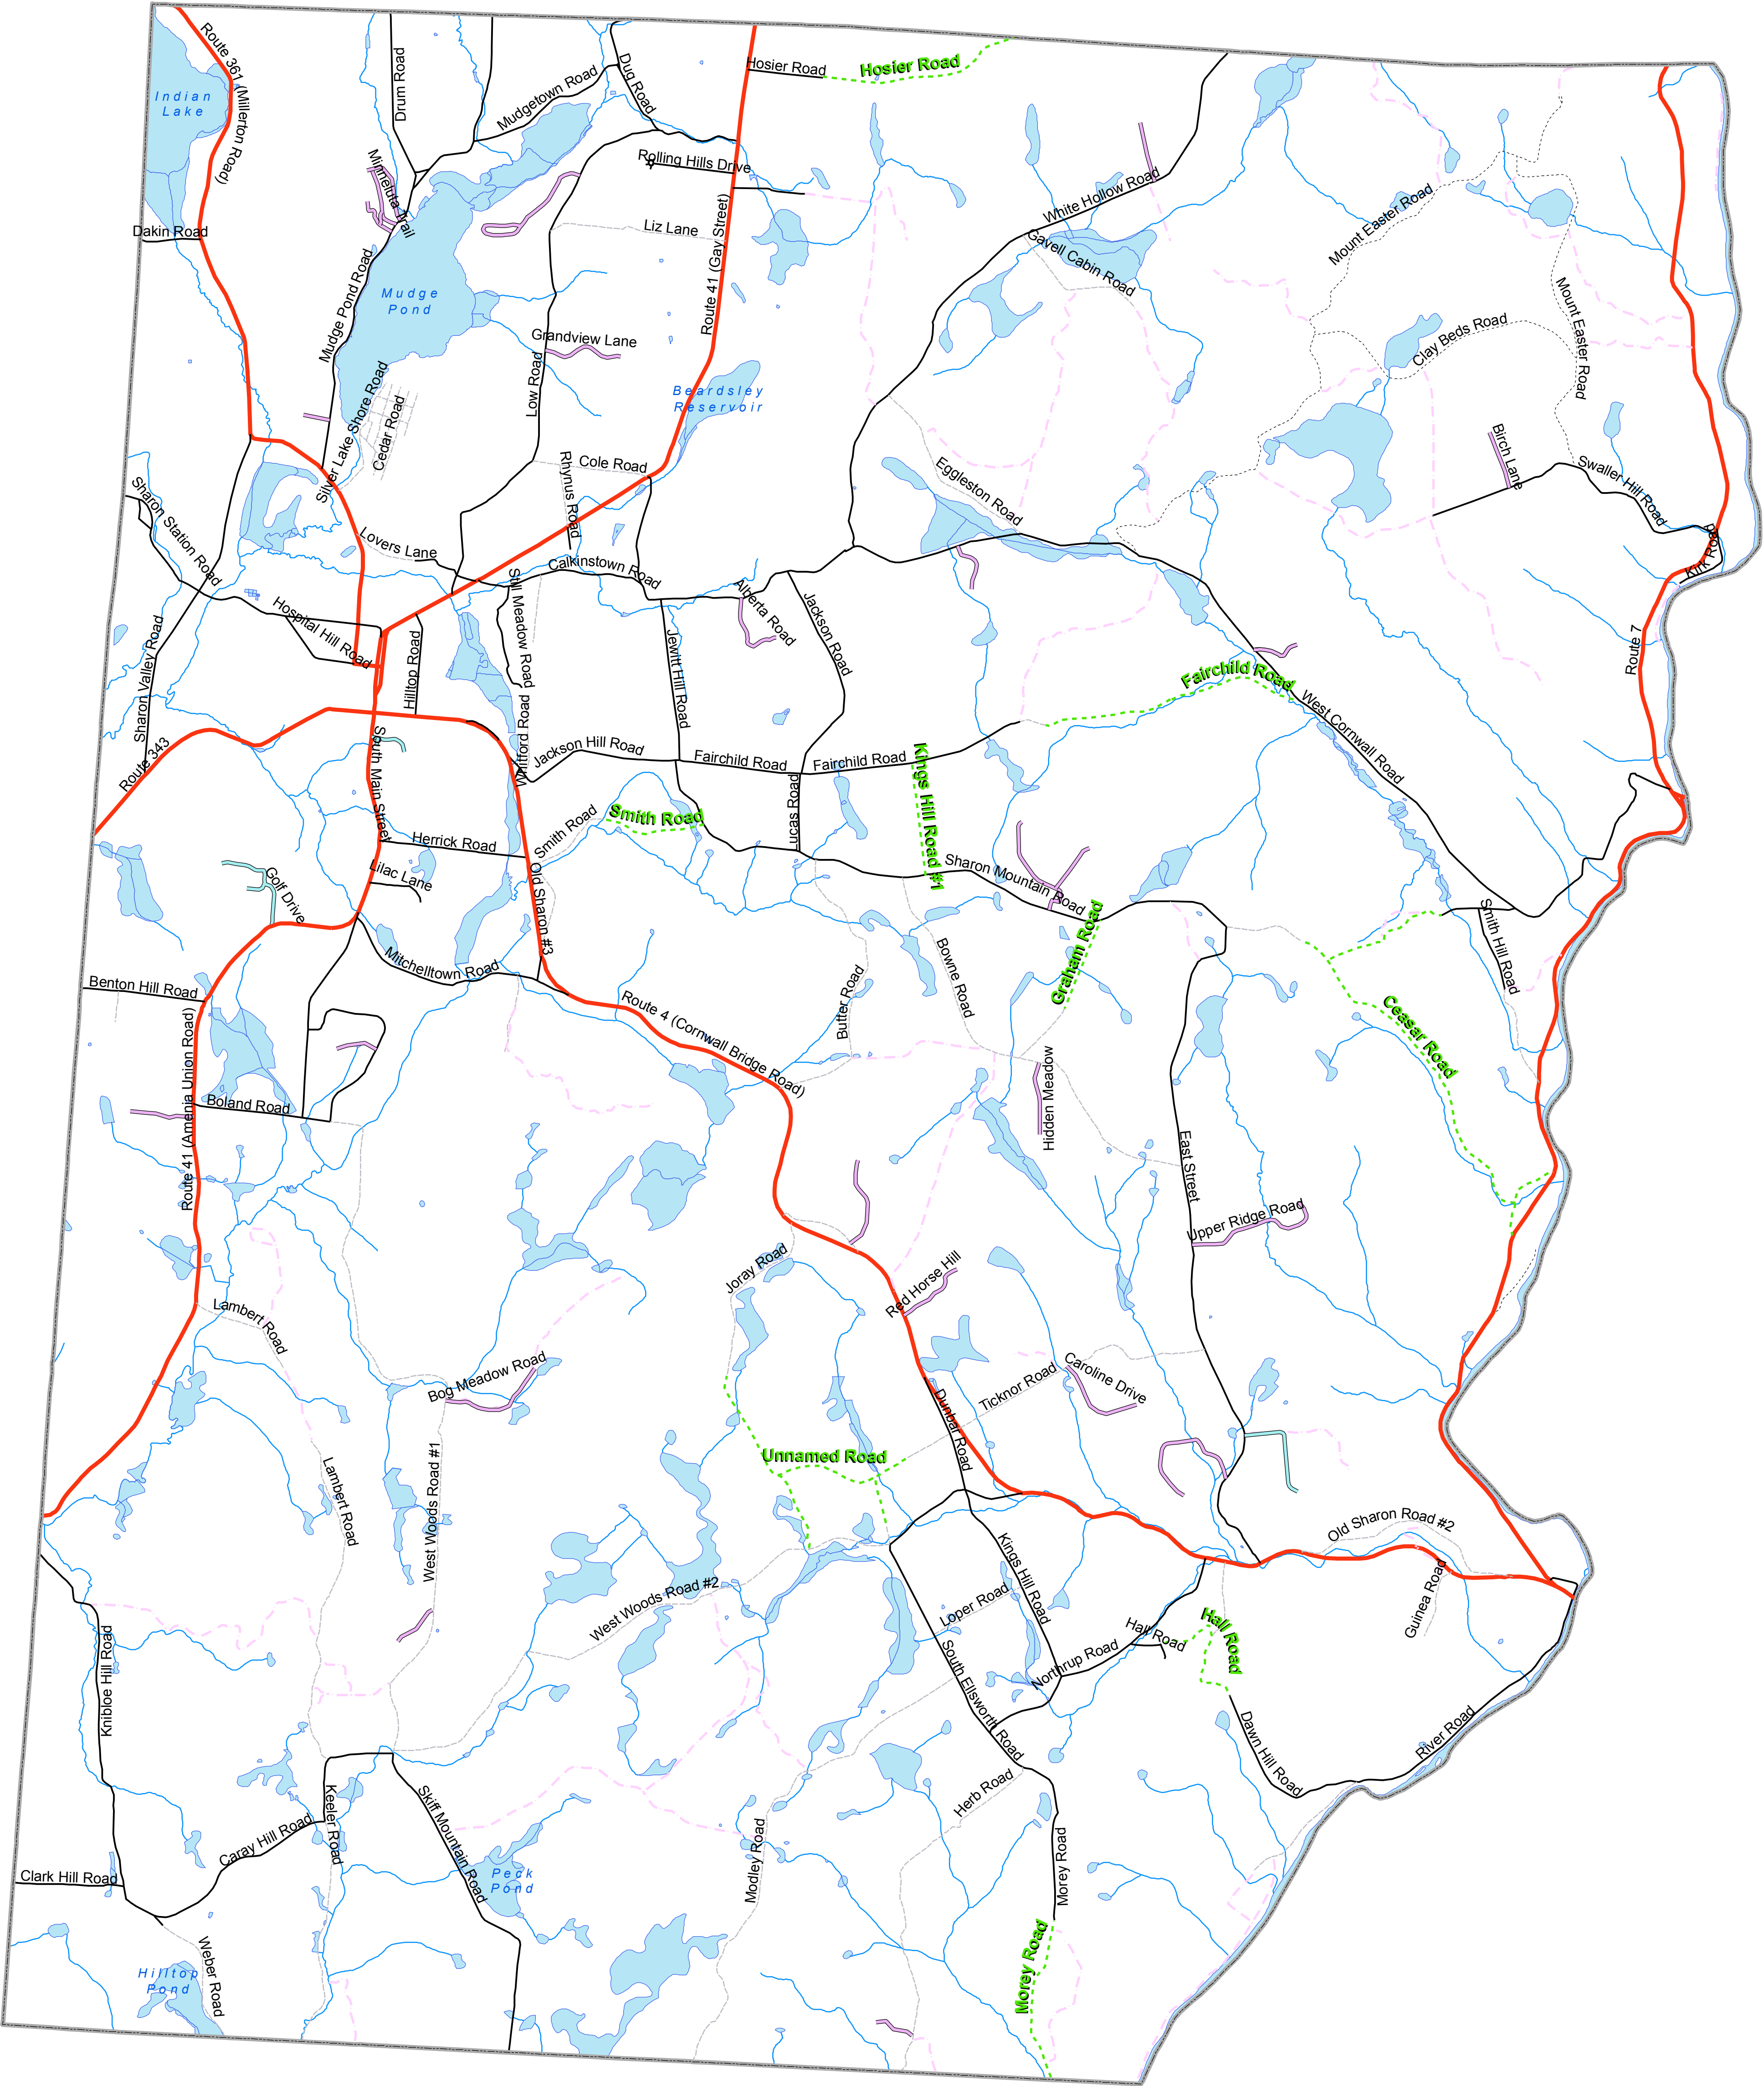 Route 361 (Millerton Road)
Indian
Lake
Drum Road
Mudgetown Road
Dug Road
Hosier Road
Hosier Road
Minneluta Trail
Rolling Hills Drive
Dakin Road
Liz Lane
Route 41 (Gay Street)
White Hollow Road
Gavell Cabin Road
Mount Easter Road
Mudge
Pond
Mudge Pond Road
Mount Easter Road
Grandview Lane
Clay Beds Road
Low Road
Beardsley
Reservoir
Silver Lake Shore Road
Cedar Road
Birch Lane
Cole Road
Rhynus Road
Eggleston Road
Swaller Hill Road
Sharon Station Road
Lovers Lane
Calkinstown Road
Kirk Road
Still Meadow Road
Alberta Road
Jackson Road
Hospital Hill Road
Sharon Valley Road
Hilltop Road
Jewitt Hill Road
Route 7
Fairchild Road
West Cornwall Road
Whitford Road
Route 343
South Main Street
Jackson Hill Road
Fairchild Road
Fairchild Road
Kings Hill Road #1
Lucas Road
Smith Road
Smith Road
Herrick Road
Lilac Lane
Golf Drive
Old Sharon #3
Sharon Mountain Road
Graham Road
Smith Hill Road
Mitchelltown Road
Benton Hill Road
Butter Road
Bowne Road
Route 4 (Cornwall Bridge Road)
Ceasar Road
Route 41 (Amenia Union Road)
Boland Road
Hidden Meadow
East Street
Upper Ridge Road
Joray Road
Red Horse Hill
Lambert Road
Bog Meadow Road
Ticknor Road
Caroline Drive
Dunbar Road
Unnamed Road
Lambert Road
West Woods Road #1
Old Sharon Road #2
Kings Hill Road
Guinea Road
West Woods Road #2
Loper Road
Hall Road
Hall Road
Northrup Road
South Ellsworth Road
Knibloe Hill Road
Dawn Hill Road
River Road
Herb Road
Keeler Road
Skiff Mountain Road
Caray Hill Road
Modley Road
Morey Road
Clark Hill Road
Peck
Pond
Weber Road
Hilltop
Pond
Morey Road